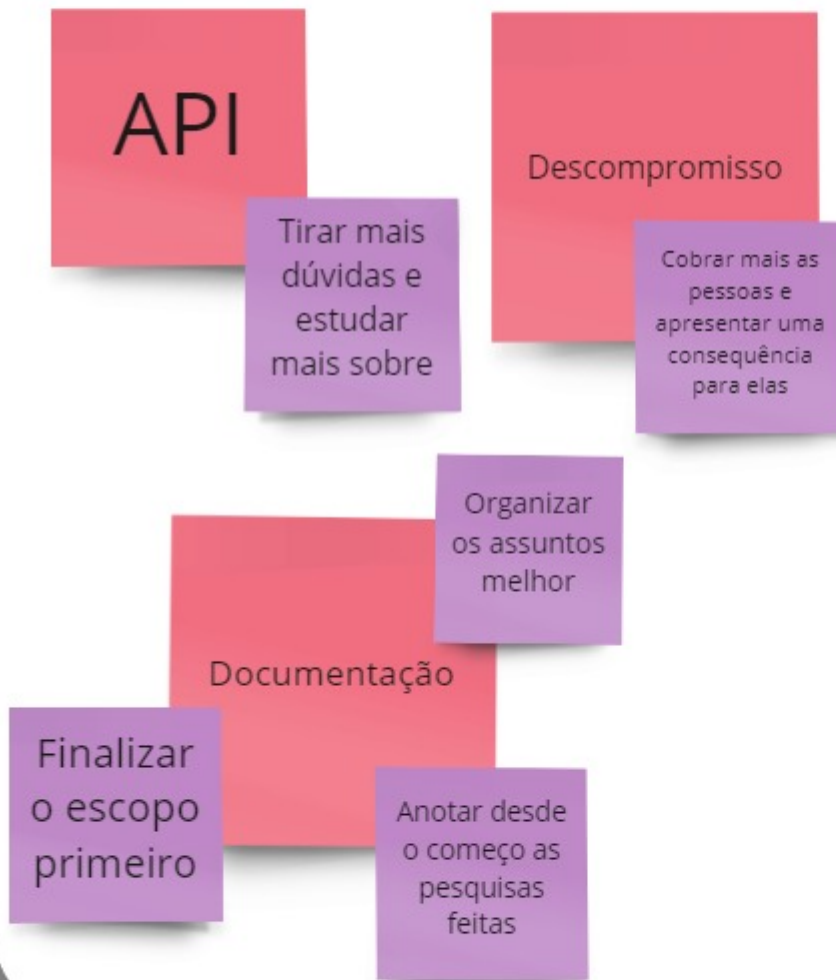 API
Tirar mais
dúvidas e
estudar
mais sobre
Descompromisso
Cobrar mais as
pessoas e
apresentar uma
consequência
para elas
Organizar
os assuntos
melhor
Documentação
Finalizar
o escopo
primeiro
Anotar desde
o começo as
pesquisas
feitas